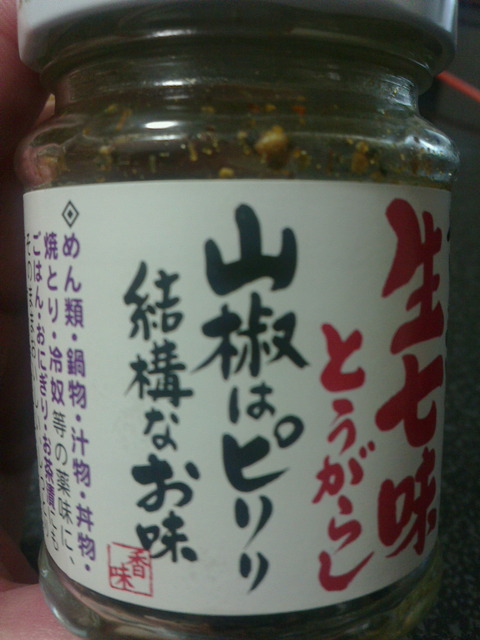 生七味
とうがらし
山椒はピリリ
結構なお味
香味
◈めん類・鍋物・汁物・丼物・
焼とり・冷奴等の薬味に、
ごはん・おにぎり・お茶漬